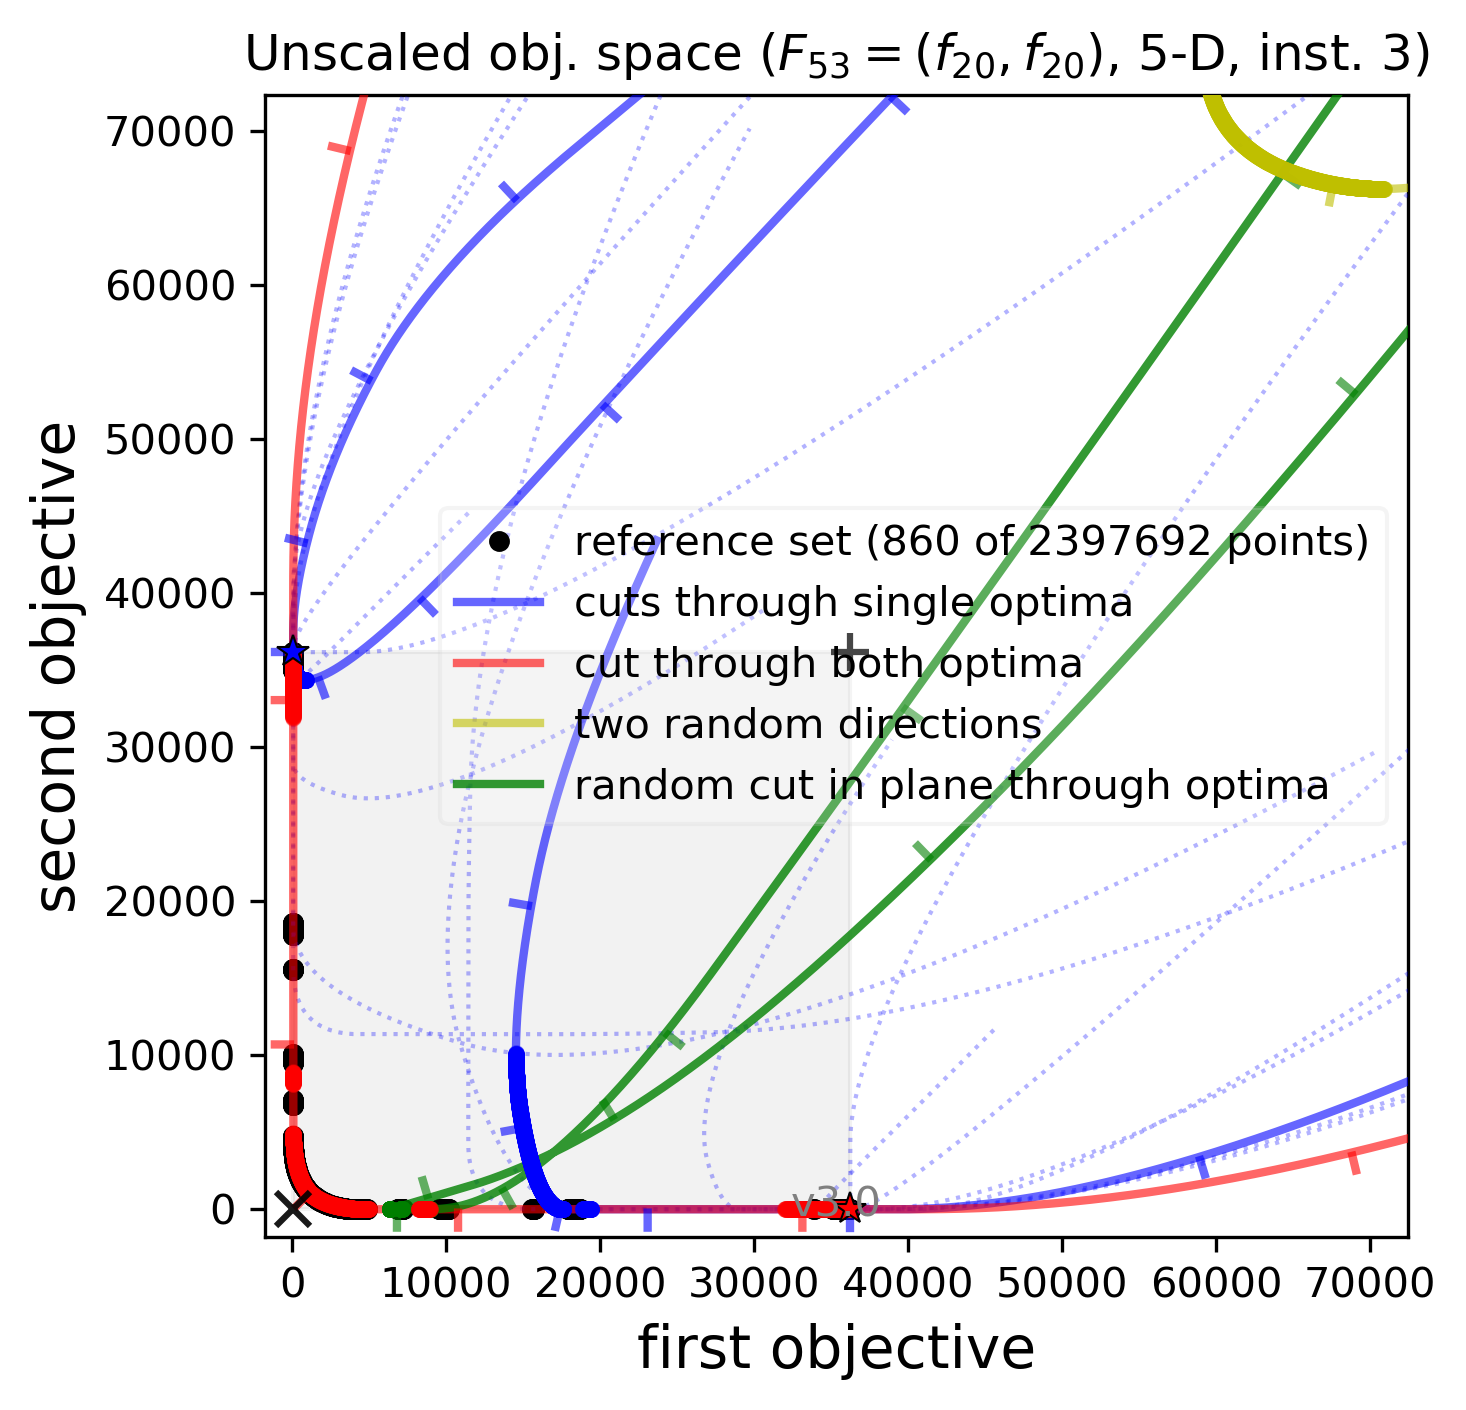 Unscaled obj. space (F53 = (f20, f20), 5-D, inst. 3)
70000
60000
50000
40000
30000
20000
10000
0
second objective
reference set (860 of 2397692 points)
cuts through single optima
cut through both optima
two random directions
random cut in plane through optima
v3.0
0 10000 20000 30000 40000 50000 60000 70000
first objective